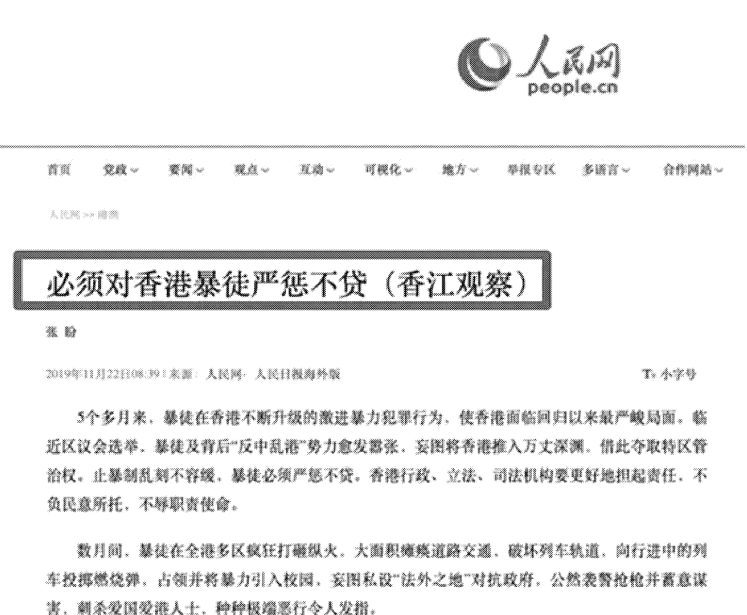 人民网
people.cn
首页 党政 要闻 观点 互动 可视化 地方 举报专区 多语言 合作网站
人民网 >> 港澳
必须对香港暴徒严惩不贷（香江观察）
张 盼
2019年11月22日08:39 | 来源：人民网－人民日报海外版 小字号
5个多月来，暴徒在香港不断升级的激进暴力犯罪行为，使香港面临回归以来最严峻局面。临
近区议会选举，暴徒及背后“反中乱港”势力愈发嚣张，妄图将香港推入万丈深渊，借此夺取特区管
治权。止暴制乱刻不容缓，暴徒必须严惩不贷。香港行政、立法、司法机构要更好地担起责任，不
负民意所托，不辱职责使命。
数月间，暴徒在全港多区疯狂打砸纵火，大面积瘫痪道路交通，破坏列车轨道，向行进中的列
车投掷燃烧弹，占领并将暴力引入校园，妄图私设“法外之地”对抗政府，公然袭警抢枪并蓄意谋
害、刺杀爱国爱港人士，种种极端恶行令人发指。